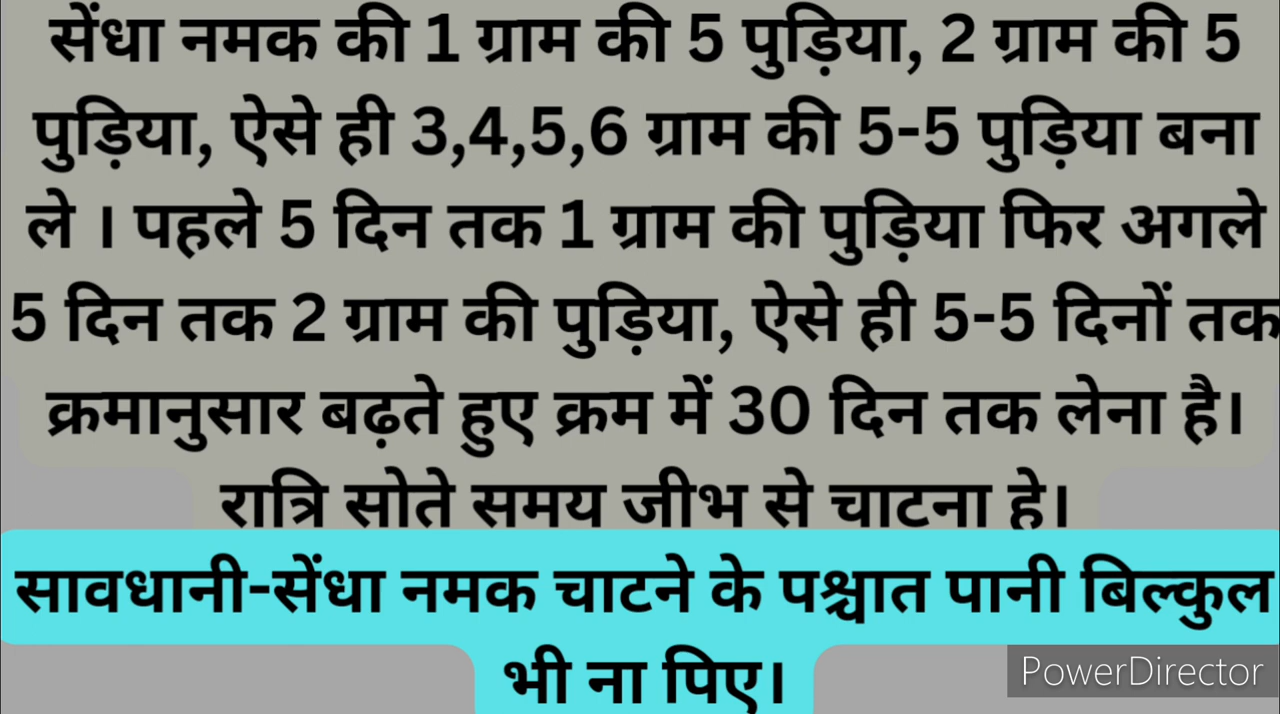 सेंधा नमक की 1 ग्राम की 5 पुड़िया, 2 ग्राम की 5
पुड़िया, ऐसे ही 3,4,5,6 ग्राम की 5-5 पुड़िया बना
ले । पहले 5 दिन तक 1 ग्राम की पुड़िया फिर अगले
5 दिन तक 2 ग्राम की पुड़िया, ऐसे ही 5-5 दिनों तक
क्रमानुसार बढ़ते हुए क्रम में 30 दिन तक लेना है।
रात्रि सोते समय जीभ से चाटना हे।
सावधानी-सेंधा नमक चाटने के पश्चात पानी बिल्कुल
भी ना पिए।
PowerDirector